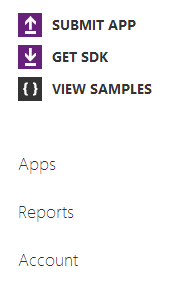 SUBMIT APP
GET SDK
{ } VIEW SAMPLES
Apps
Reports
Account